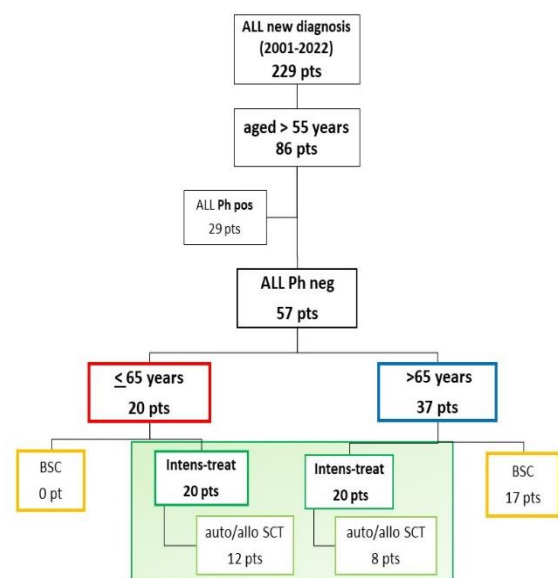 ALL new diagnosis
(2001-2022)
229 pts
aged > 55 years
86 pts
ALL Ph pos
29 pts
ALL Ph neg
57 pts
≤ 65 years
20 pts
>65 years
37 pts
BSC
0 pt
Intens-treat
20 pts
Intens-treat
20 pts
BSC
17 pts
auto/allo SCT
12 pts
auto/allo SCT
8 pts